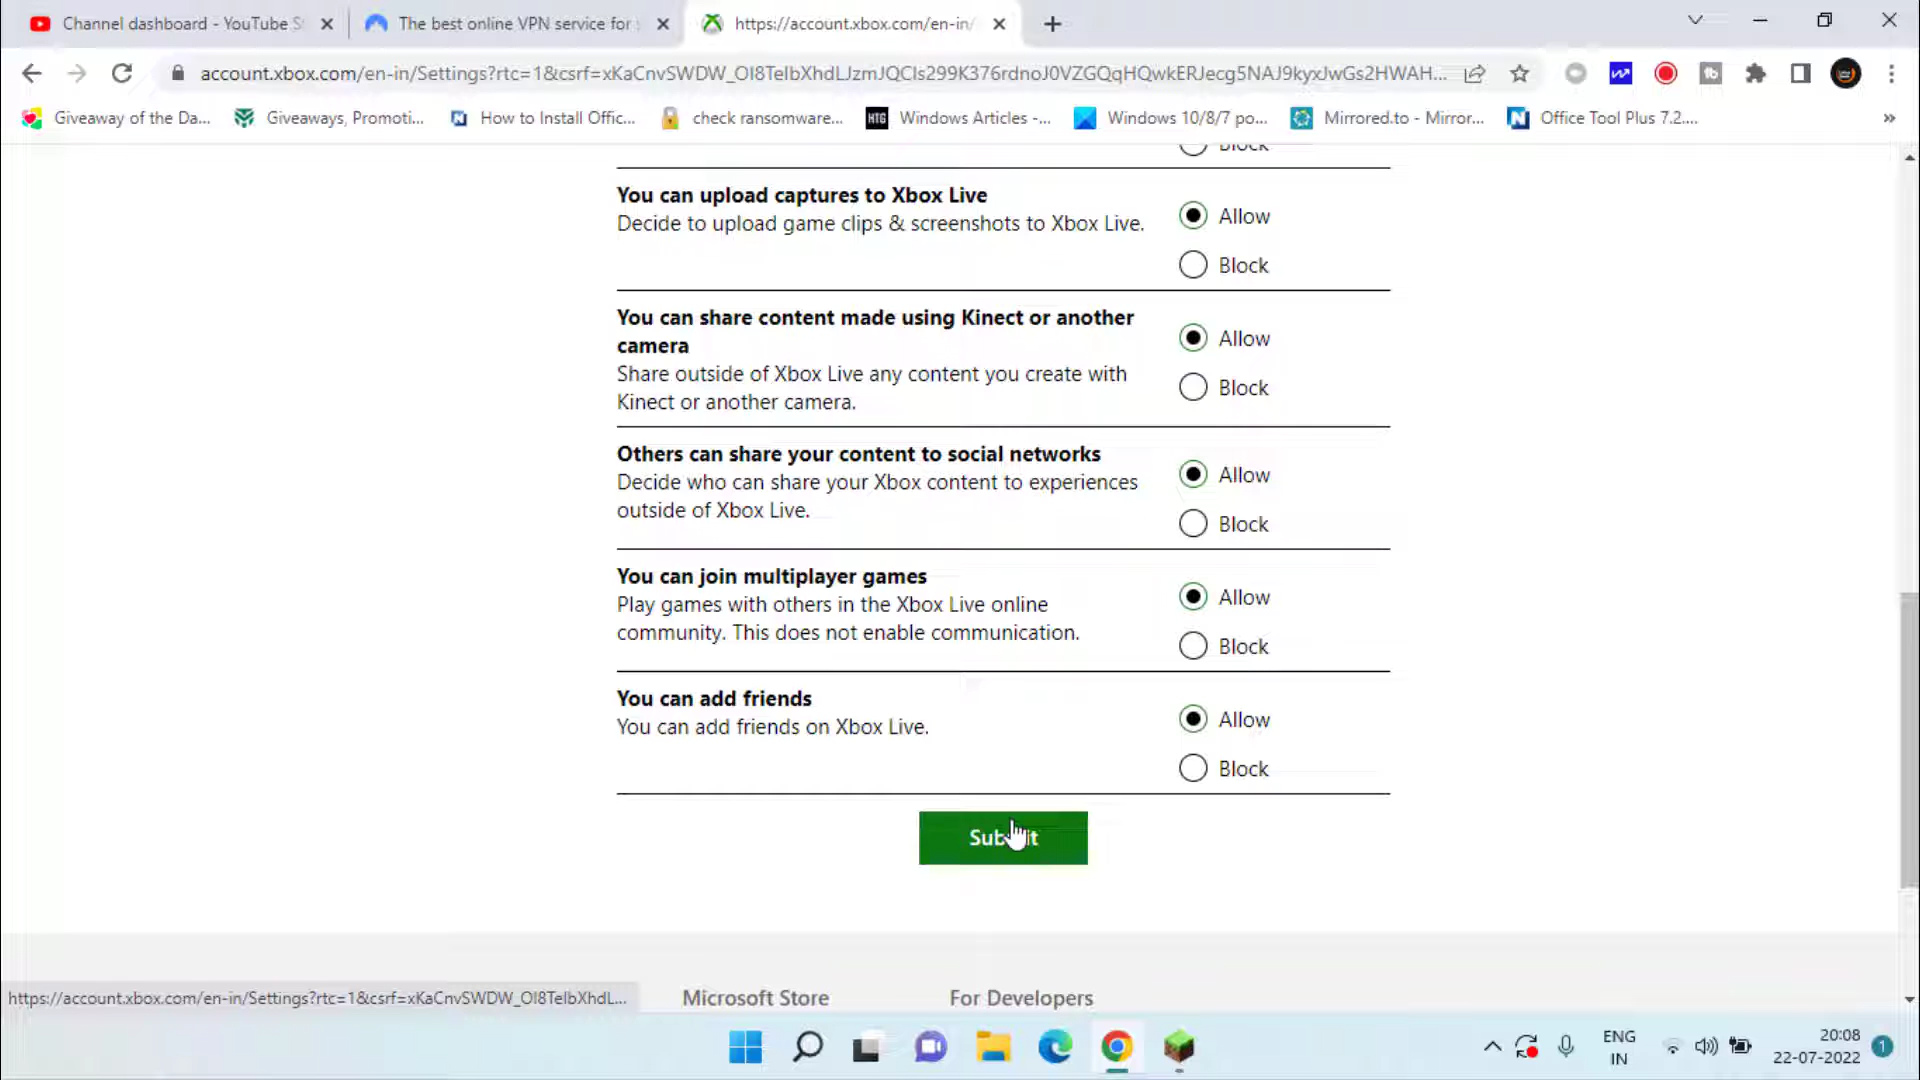 Channel dashboard - YouTube S
The best online VPN service for
https://account.xbox.com/en-in/
account.xbox.com/en-in/Settings?rtc=1&csrf=xKaCnvSWDW_OI8TeIbXhdLJzmJQCIs299K376rdnoJ0VZGQqHQwkERJecg5NAJ9kyxJwGs2HWAH...
Giveaway of the Da...
Giveaways, Promoti...
How to Install Offic...
check ransomware...
HTG
Windows Articles -...
Windows 10/8/7 po...
Mirrored.to - Mirror...
Office Tool Plus 7.2....
»
Block
You can upload captures to Xbox Live
Decide to upload game clips & screenshots to Xbox Live.
Allow
Block
You can share content made using Kinect or another
camera
Share outside of Xbox Live any content you create with
Kinect or another camera.
Allow
Block
Others can share your content to social networks
Decide who can share your Xbox content to experiences
outside of Xbox Live.
Allow
Block
You can join multiplayer games
Play games with others in the Xbox Live online
community. This does not enable communication.
Allow
Block
You can add friends
You can add friends on Xbox Live.
Allow
Block
Submit
https://account.xbox.com/en-in/Settings?rtc=1&csrf=xKaCnvSWDW_OI8TeIbXhdL...
Microsoft Store
For Developers
ENG
IN
20:08
22-07-2022
1